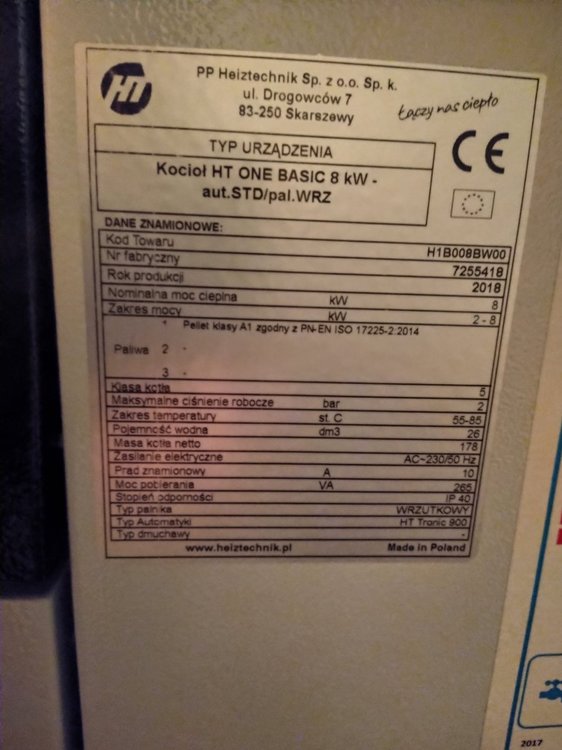 HT
PP Heiztechnik Sp. z o.o. Sp. k.
ul. Drogowców 7
83-250 Skarszewy
Łączy nas ciepło
CE
TYP URZĄDZENIA
Kocioł HT ONE BASIC 8 kW -
aut.STD/pal.WRZ
DANE ZNAMIONOWE:
Kod Towaru H1B008BW00
Nr fabryczny 7255418
Rok produkcji 2018
Nominalna moc cieplna kW 8
Zakres mocy kW 2 - 8
Paliwa
1 Pellet klasy A1 zgodny z PN-EN ISO 17225-2:2014
2 -
3 -
Klasa kotła 5
Maksymalne ciśnienie robocze bar 2
Zakres temperatury st. C 55-85
Pojemność wodna dm3 26
Masa kotła netto 178
Zasilanie elektryczne AC~230/50 Hz
Prąd znamionowy A 10
Moc pobierania VA 265
Stopień odporności IP 40
Typ palnika WRZUTKOWY
Typ Automatyki HT Tronic 900
Typ dmuchawy -
www.heiztechnik.pl Made in Poland
2017